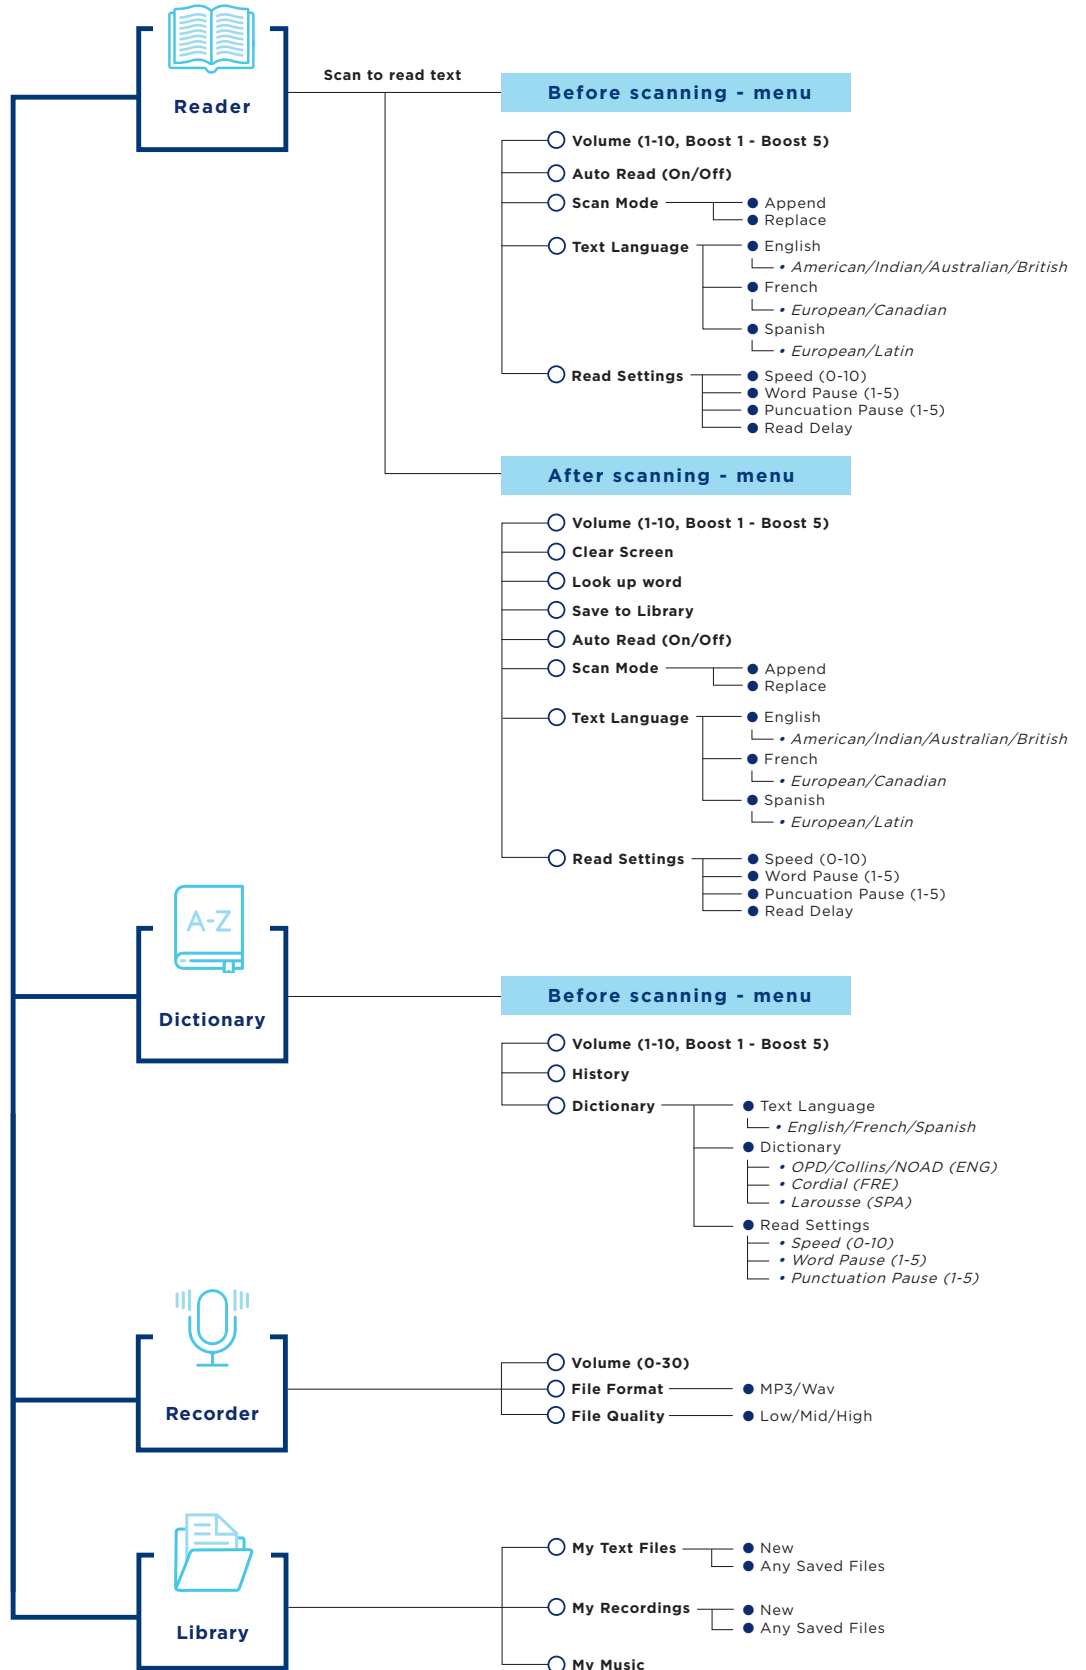 Reader
Scan to read text
Before scanning - menu
Volume (1-10, Boost 1 - Boost 5)
Auto Read (On/Off)
Scan Mode
Append
Replace
Text Language
English
• American/Indian/Australian/British
French
• European/Canadian
Spanish
• European/Latin
Read Settings
Speed (0-10)
Word Pause (1-5)
Puncuation Pause (1-5)
Read Delay
After scanning - menu
Volume (1-10, Boost 1 - Boost 5)
Clear Screen
Look up word
Save to Library
Auto Read (On/Off)
Scan Mode
Append
Replace
Text Language
English
• American/Indian/Australian/British
French
• European/Canadian
Spanish
• European/Latin
Read Settings
Speed (0-10)
Word Pause (1-5)
Puncuation Pause (1-5)
Read Delay
A-Z
Dictionary
Before scanning - menu
Volume (1-10, Boost 1 - Boost 5)
History
Dictionary
Text Language
• English/French/Spanish
Dictionary
• OPD/Collins/NOAD (ENG)
• Cordial (FRE)
• Larousse (SPA)
Read Settings
• Speed (0-10)
• Word Pause (1-5)
• Punctuation Pause (1-5)
Recorder
Volume (0-30)
File Format
MP3/Wav
File Quality
Low/Mid/High
Library
My Text Files
New
Any Saved Files
My Recordings
New
Any Saved Files
My Music